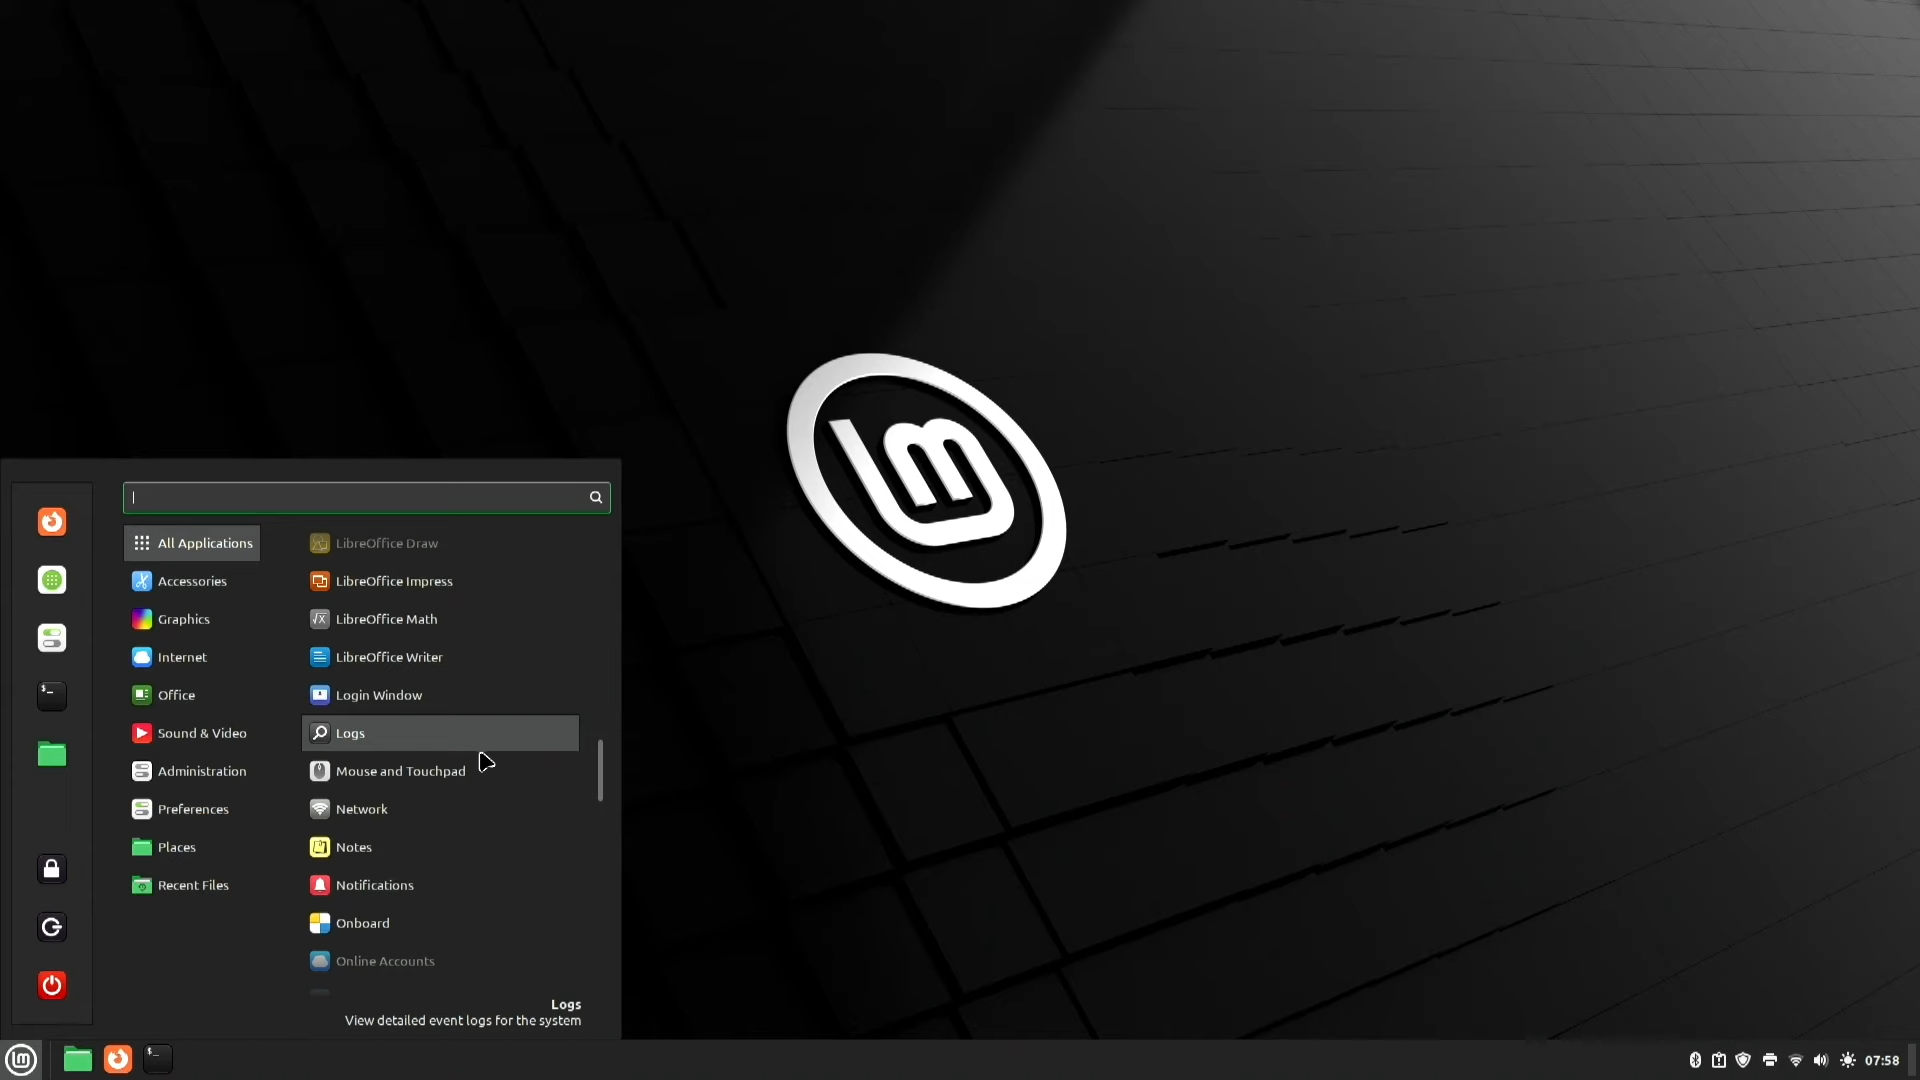 All Applications
Accessories
Graphics
Internet
Office
Sound & Video
Administration
Preferences
Places
Recent Files
LibreOffice Draw
LibreOffice Impress
LibreOffice Math
LibreOffice Writer
Login Window
Logs
Mouse and Touchpad
Network
Notes
Notifications
Onboard
Online Accounts
Logs
View detailed event logs for the system
07:58